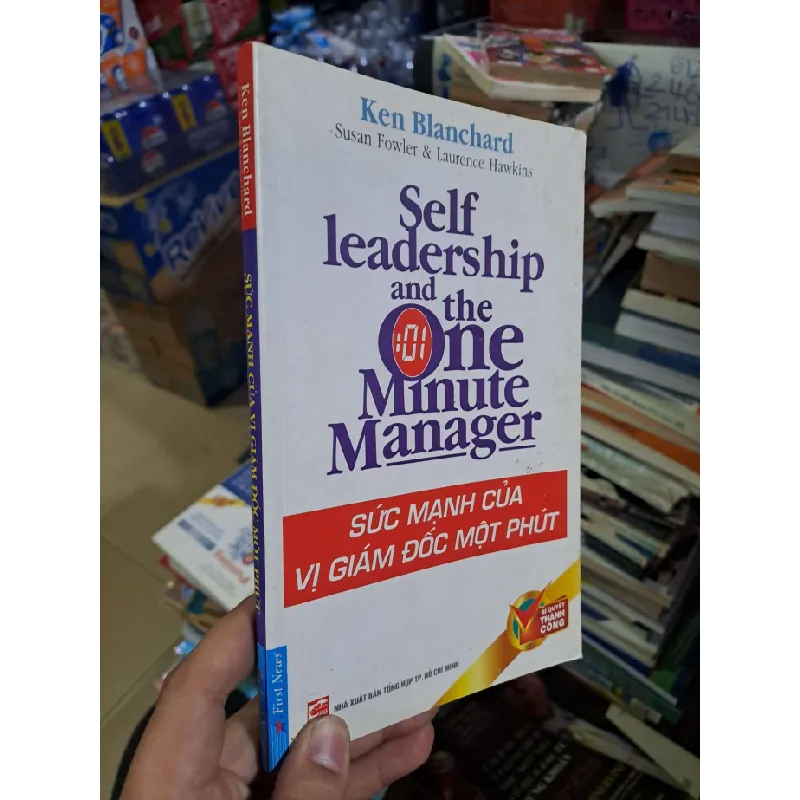 Ken Blanchard
Susan Fowler & Laurence Hawkins
Self
leadership
and the
One
:01
Minute
Manager
SỨC MẠNH CỦA
VỊ GIÁM ĐỐC MỘT PHÚT
BÍ QUYẾT
THÀNH
CÔNG
NHÀ XUẤT BẢN TỔNG HỢP TP. HỒ CHÍ MINH
Ken Blanchard
SỨC MẠNH CỦA VỊ GIÁM ĐỐC MỘT PHÚT
First News